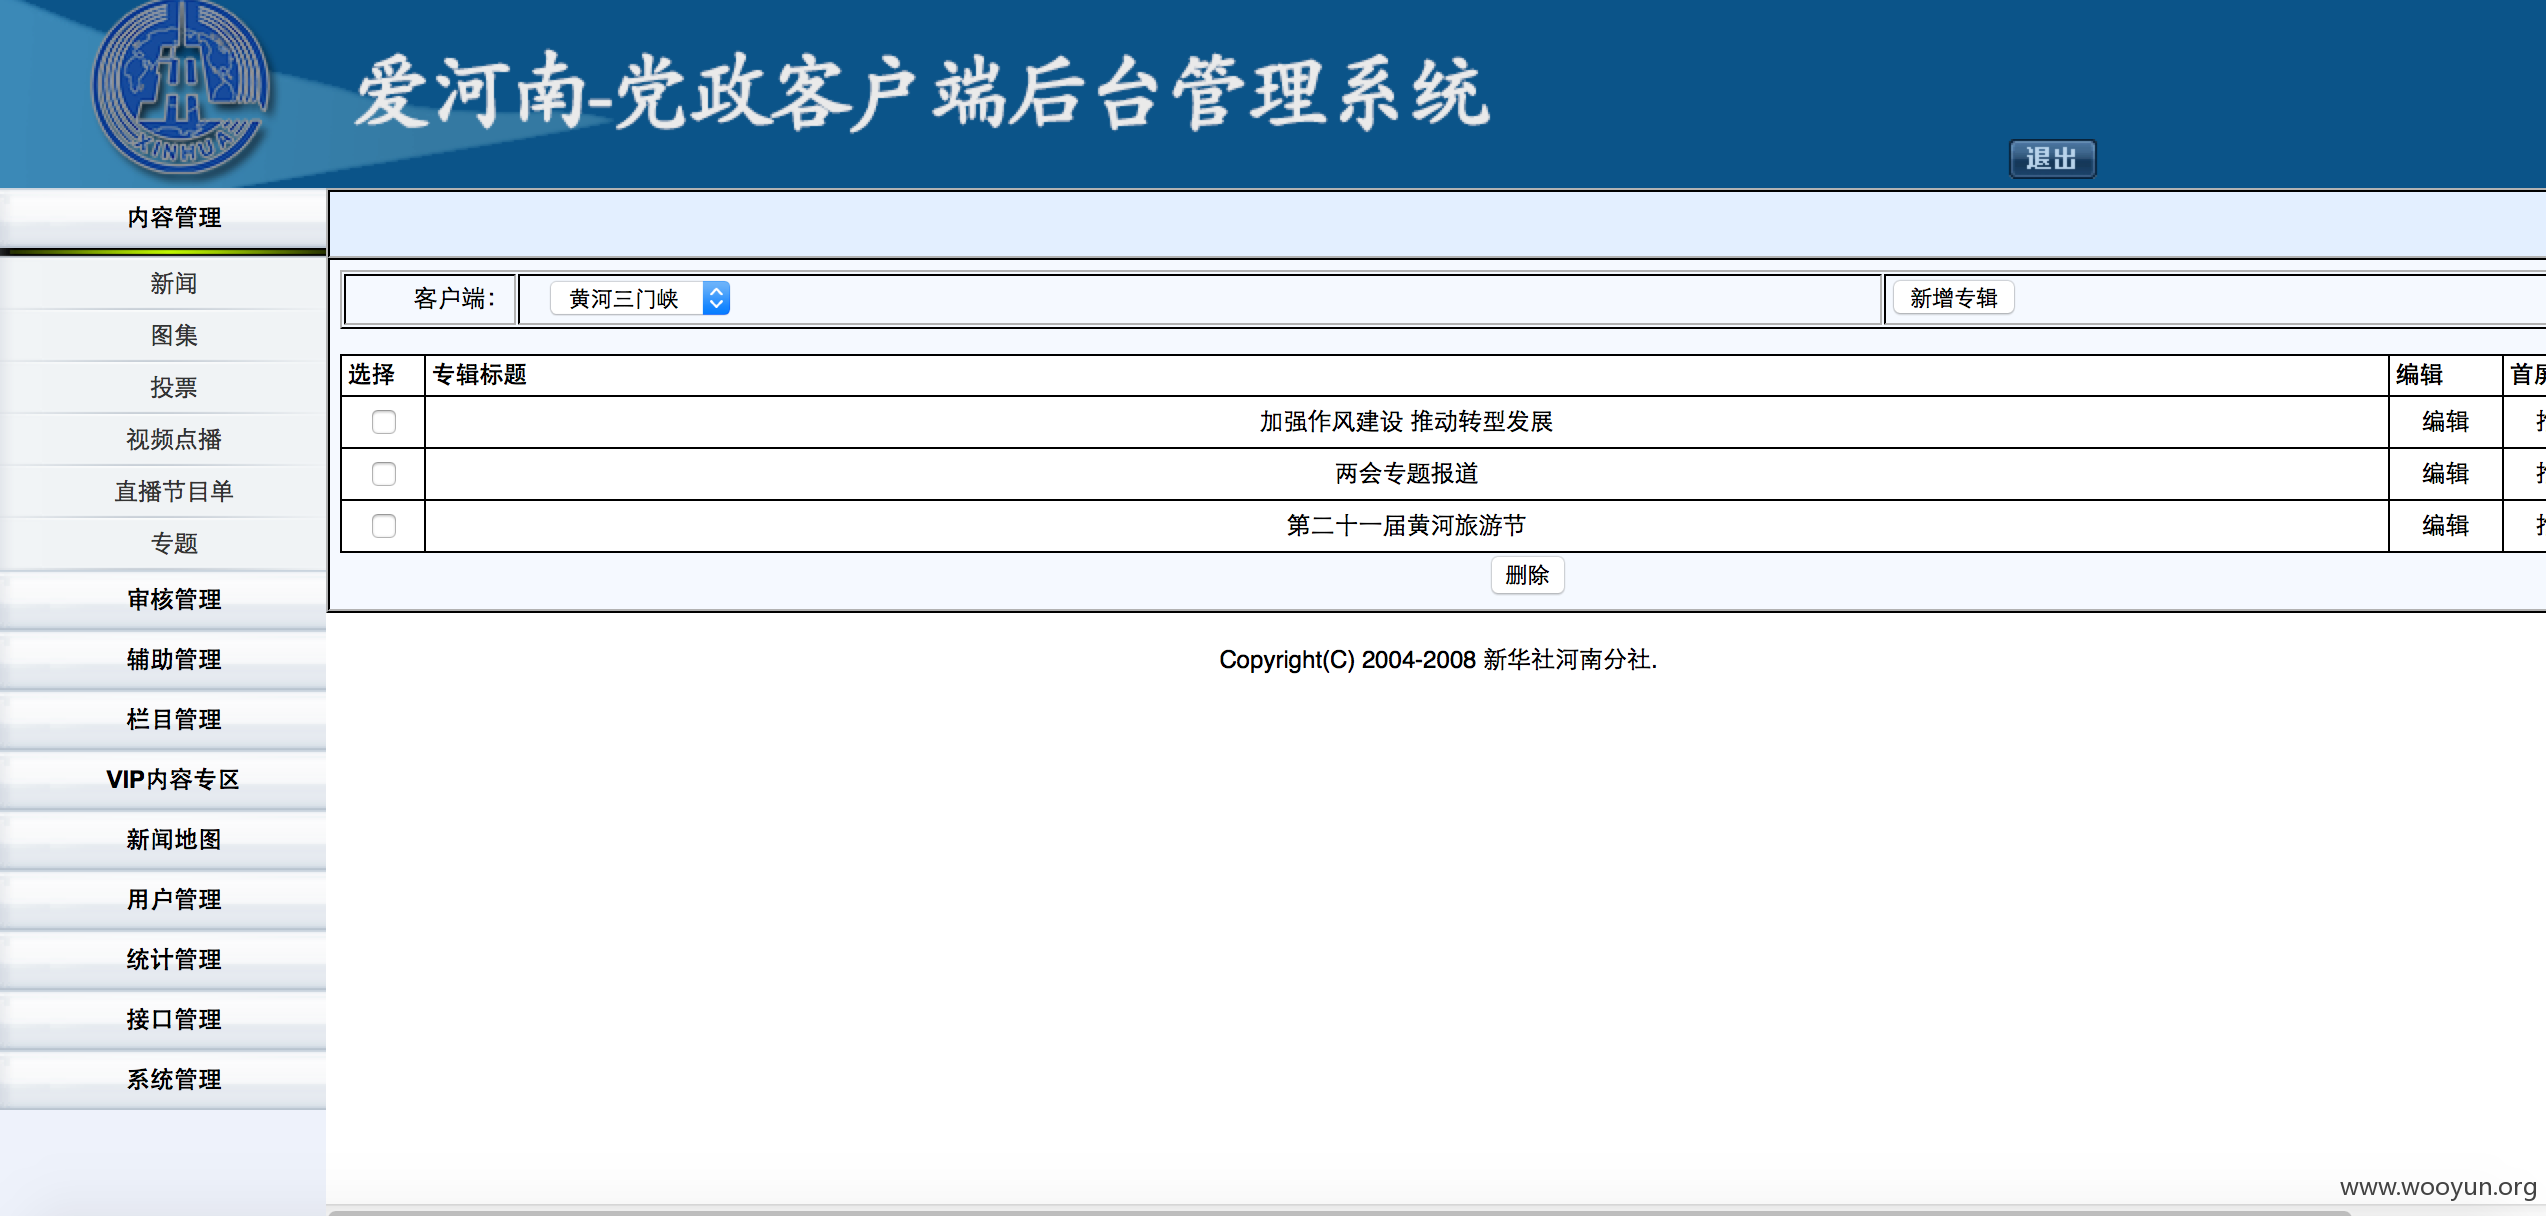 XINHUA
爱河南-党政客户端后台管理系统
退出
内容管理
新闻
图集
投票
视频点播
直播节目单
专题
审核管理
辅助管理
栏目管理
VIP内容专区
新闻地图
用户管理
统计管理
接口管理
系统管理
客户端： 黄河三门峡 新增专辑
选择 专辑标题 编辑 首屏
加强作风建设 推动转型发展 编辑
两会专题报道 编辑
第二十一届黄河旅游节 编辑
删除
Copyright(C) 2004-2008 新华社河南分社.
www.wooyun.org